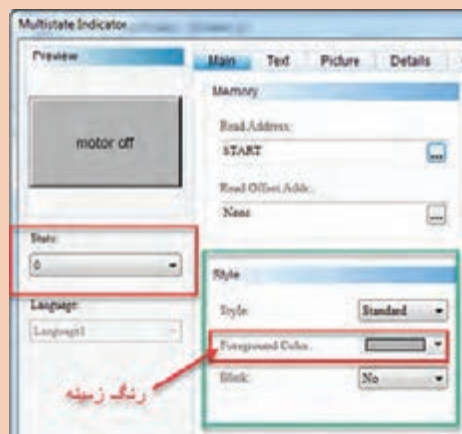 Multistate Indicator
Preview
Main Text Picture Details
Memory
motor off
Read Address:
START
...
Read Offset Addr.:
None
...
State:
0
Style
Language:
Style: Standard
Language1
Foreground Color:
Blink: No
رنگ زمینه